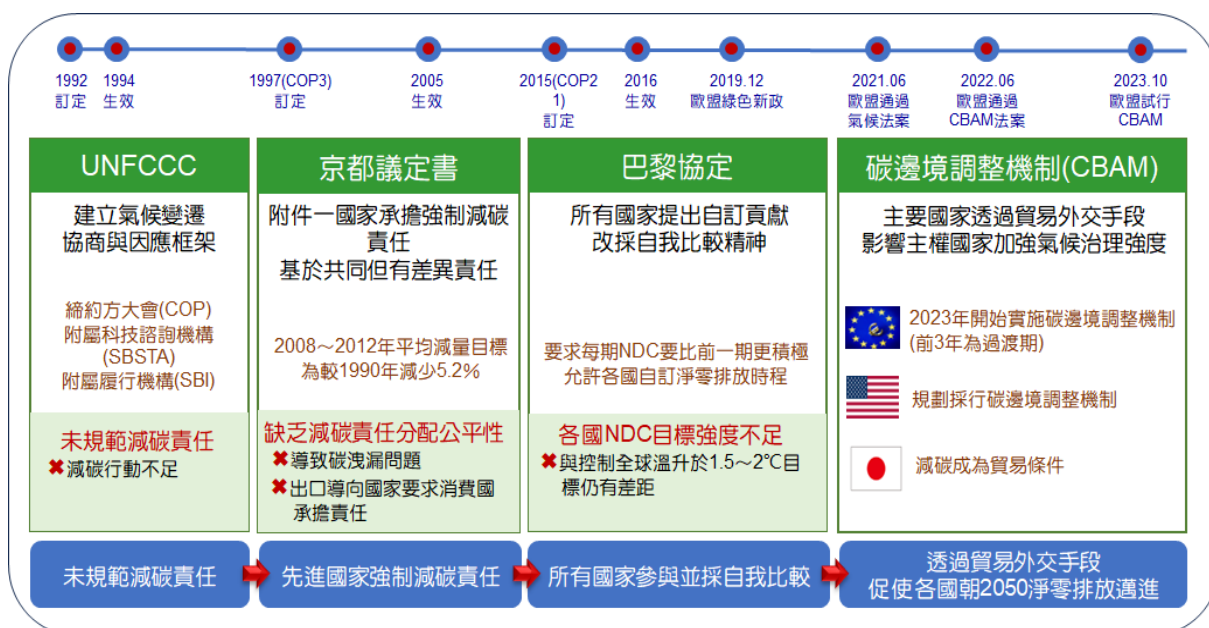 1992
訂定
1994
生效
1997(COP3)
訂定
2005
生效
2015(COP2
1)
訂定
2016
生效
2019.12
歐盟綠色新政
2021.06
歐盟通過
氣候法案
2022.06
歐盟通過
CBAM法案
2023.10
歐盟試行
CBAM
UNFCCC
建立氣候變遷
協商與因應框架
締約方大會(COP)
附屬科技諮詢機構
(SBSTA)
附屬履行機構(SBI)
未規範減碳責任
✖減碳行動不足
京都議定書
附件一國家承擔強制減碳
責任
基於共同但有差異責任
2008～2012年平均減量目標
為較1990年減少5.2%
缺乏減碳責任分配公平性
✖導致碳洩漏問題
✖出口導向國家要求消費國
承擔責任
巴黎協定
所有國家提出自訂貢獻
改採自我比較精神
要求每期NDC要比前一期更積極
允許各國自訂淨零排放時程
各國NDC目標強度不足
✖與控制全球溫升於1.5～2℃目
標仍有差距
碳邊境調整機制(CBAM)
主要國家透過貿易外交手段
影響主權國家加強氣候治理強度
2023年開始實施碳邊境調整機制
(前3年為過渡期)
規劃採行碳邊境調整機制
減碳成為貿易條件
未規範減碳責任
先進國家強制減碳責任
所有國家參與並採自我比較
透過貿易外交手段
促使各國朝2050淨零排放邁進